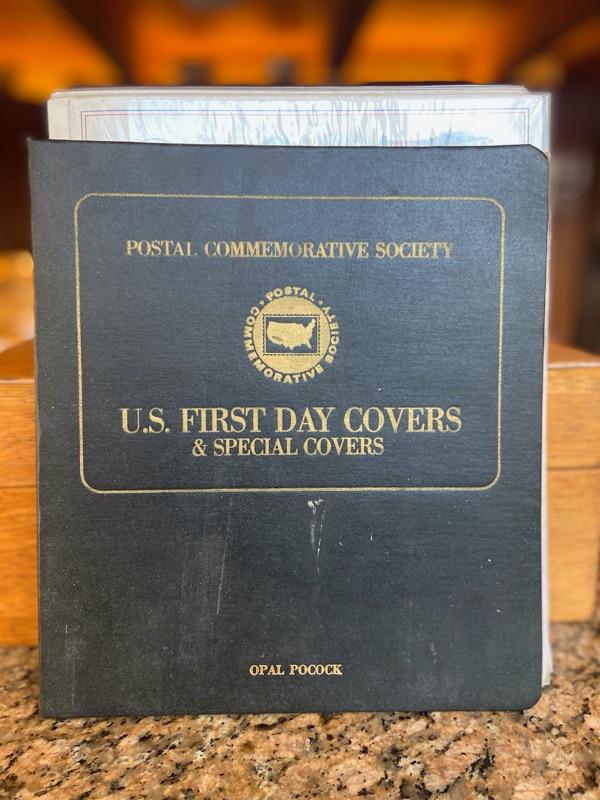 POSTAL COMMEMORATIVE SOCIETY
POSTAL
COMMEMORATIVE SOCIETY
U.S. FIRST DAY COVERS
& SPECIAL COVERS
OPAL POCOCK